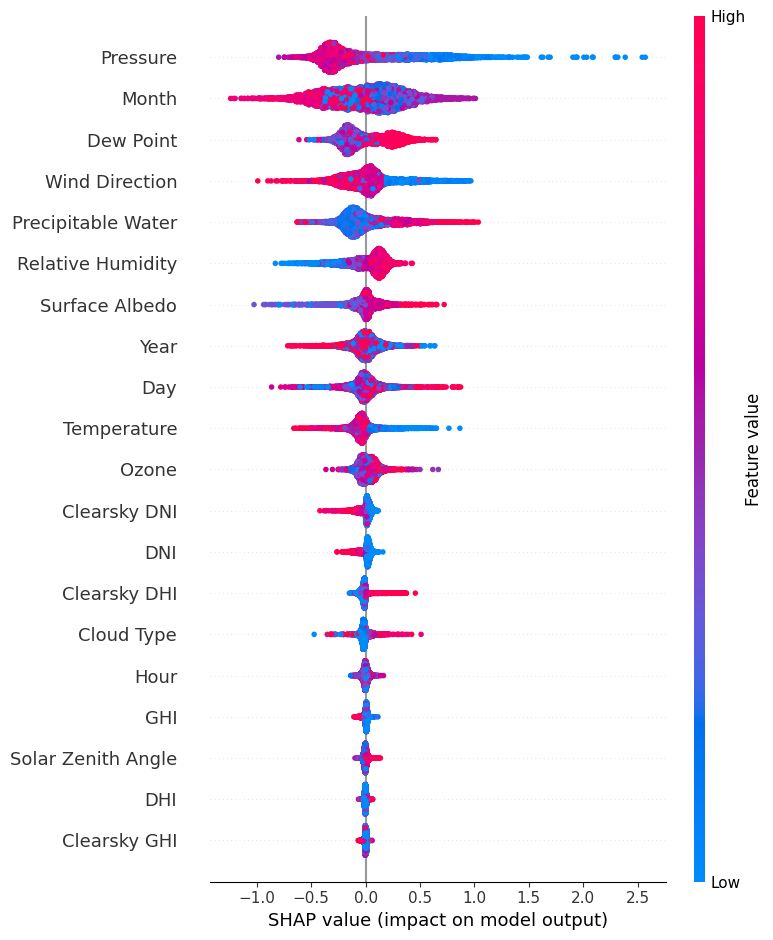 High
Pressure
Month
Dew Point
Wind Direction
Precipitable Water
Relative Humidity
Surface Albedo
Year
Day
Temperature
Ozone
Clearsky DNI
DNI
Clearsky DHI
Cloud Type
Hour
GHI
Solar Zenith Angle
DHI
Clearsky GHI
Feature value
Low
−1.0 −0.5 0.0 0.5 1.0 1.5 2.0 2.5
SHAP value (impact on model output)